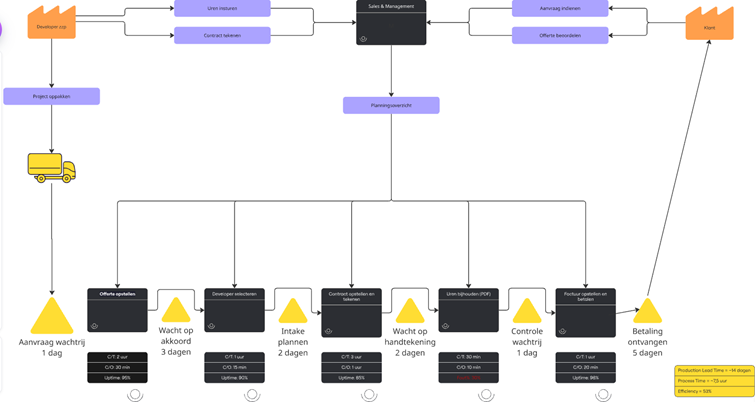 Developer zzp
Uren insturen
Contract tekenen
Sales & Management
Aanvraag indienen
Offerte beoordelen
Klant
Project oppakken
Planningsoverzicht
Aanvraag wachtrij
1 dag
Offerte opstellen
C/T: 2 uur
C/O: 30 min
Uptime: 95%
Wacht op
akkoord
3 dagen
Developer selecteren
C/T: 1 uur
C/O: 15 min
Uptime: 90%
Intake
plannen
2 dagen
Contract opstellen en
tekenen
C/T: 3 uur
C/O: 1 uur
Uptime: 85%
Wacht op
handtekening
2 dagen
Uren bijhouden (PDF)
C/T: 30 min
C/O: 10 min
Controle
wachtrij
1 dag
Factuur opstellen en
betalen
C/T: 1 uur
C/O: 20 min
Uptime: 98%
Betaling
ontvangen
5 dagen
Production Lead Time = ~14 dagen
Process Time = ~7,5 uur
Efficiency = 53%